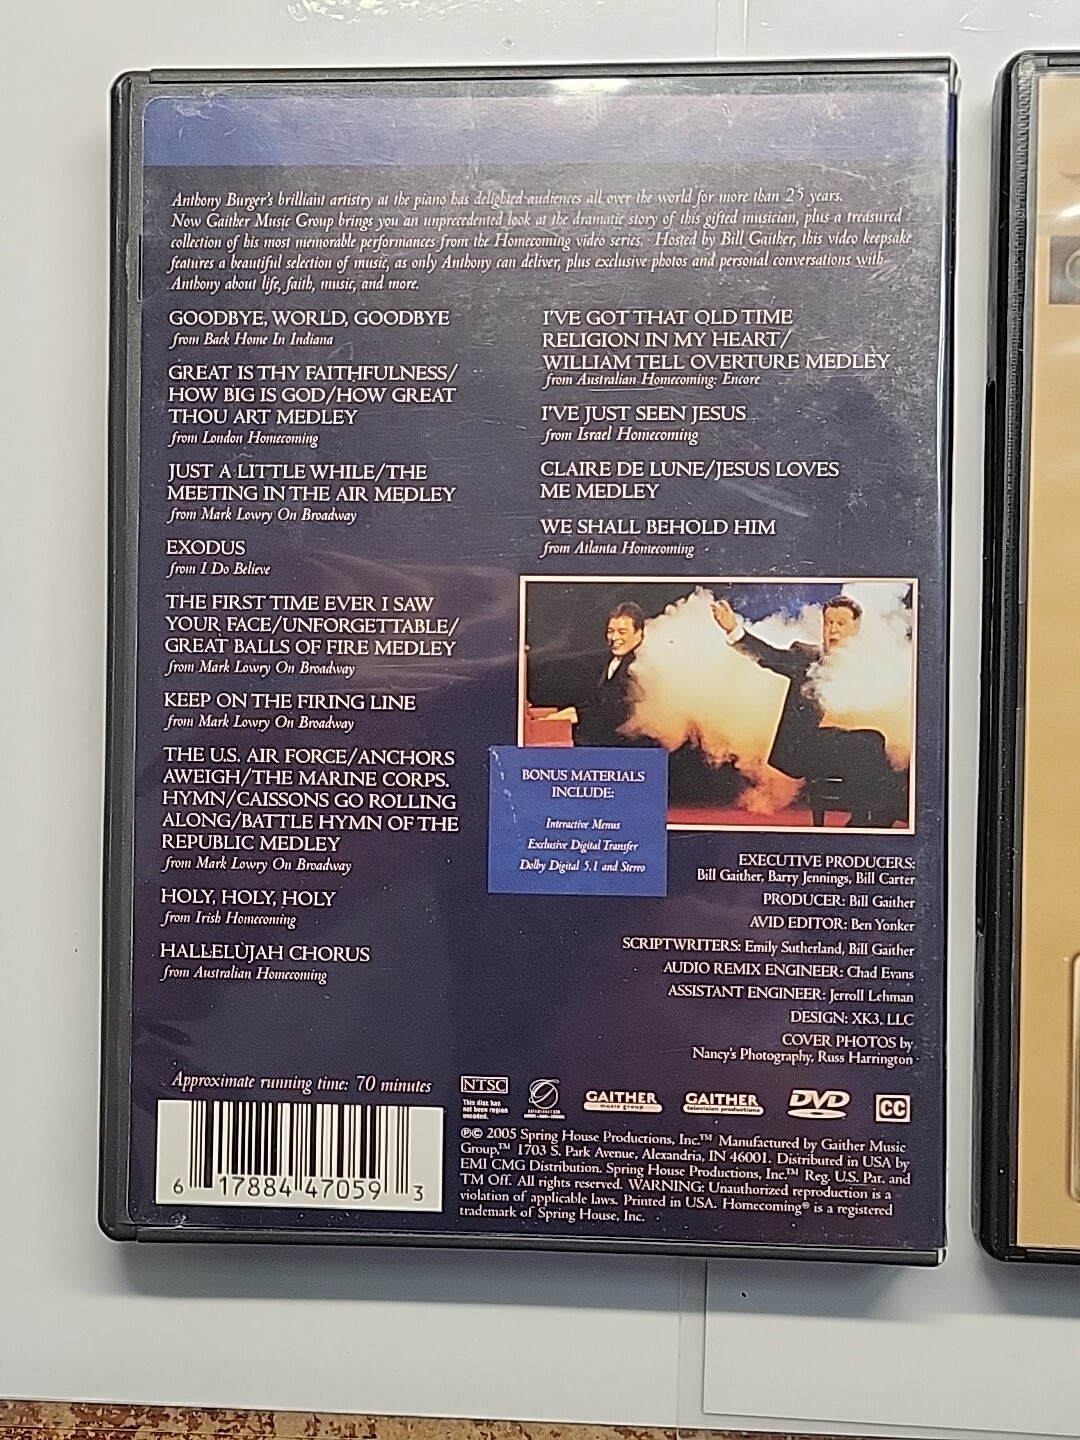 Anthony Burger's brilliant artistry at the piano has delighted audiences all over the world for more than 25 years.
Now Gaither Music Group brings you an unprecedented look at the dramatic story of this gifted musician, plus a treasured
collection of his most memorable performances from the Homecoming video series. Hosted by Bill Gaither, this video keepsake
features a beautiful selection of music, as only Anthony can deliver, plus exclusive photos and personal conversations with
Anthony about life, faith, music, and more.
GOODBYE, WORLD, GOODBYE
from Back Home In Indiana
GREAT IS THY FAITHFULNESS/
HOW BIG IS GOD/HOW GREAT
THOU ART MEDLEY
from London Homecoming
JUST A LITTLE WHILE/THE
MEETING IN THE AIR MEDLEY
from Mark Lowry On Broadway
EXODUS
from I Do Believe
THE FIRST TIME EVER I SAW
YOUR FACE/UNFORGETTABLE/
GREAT BALLS OF FIRE MEDLEY
from Mark Lowry On Broadway
KEEP ON THE FIRING LINE
from Mark Lowry On Broadway
THE U.S. AIR FORCE/ANCHORS
AWEIGH/THE MARINE CORPS.
HYMN/CAISSONS GO ROLLING
ALONG/BATTLE HYMN OF THE
REPUBLIC MEDLEY
from Mark Lowry On Broadway
HOLY, HOLY, HOLY
from Irish Homecoming
HALLELUJAH CHORUS
from Australian Homecoming
I'VE GOT THAT OLD TIME
RELIGION IN MY HEART/
WILLIAM TELL OVERTURE MEDLEY
from Australian Homecoming: Encore
I'VE JUST SEEN JESUS
from Israel Homecoming
CLAIRE DE LUNE/JESUS LOVES
ME MEDLEY
WE SHALL BEHOLD HIM
from Atlanta Homecoming
BONUS MATERIALS
INCLUDE:
Interactive Menus
Exclusive Digital Transfer
Dolby Digital 5.1 and Stereo
EXECUTIVE PRODUCERS:
Bill Gaither, Barry Jennings, Bill Carter
PRODUCER: Bill Gaither
AVID EDITOR: Ben Yonker
SCRIPTWRITERS: Emily Sutherland, Bill Gaither
AUDIO REMIX ENGINEER: Chad Evans
ASSISTANT ENGINEER: Jerroll Lehman
DESIGN: XK3, LLC
COVER PHOTOS by
Nancy's Photography, Russ Harrington
Approximate running time: 70 minutes
6 17884 47059 3
NTSC
This disc has
not been region
encoded.
GAITHER
music group
GAITHER
television productions
DVD
CC
℗© 2005 Spring House Productions, Inc.™ Manufactured by Gaither Music
Group,™ 1703 S. Park Avenue, Alexandria, IN 46001. Distributed in USA by
EMI CMG Distribution. Spring House Productions, Inc.™ Reg. U.S. Pat. and
TM Off. All rights reserved. WARNING: Unauthorized reproduction is a
violation of applicable laws. Printed in USA. Homecoming® is a registered
trademark of Spring House, Inc.